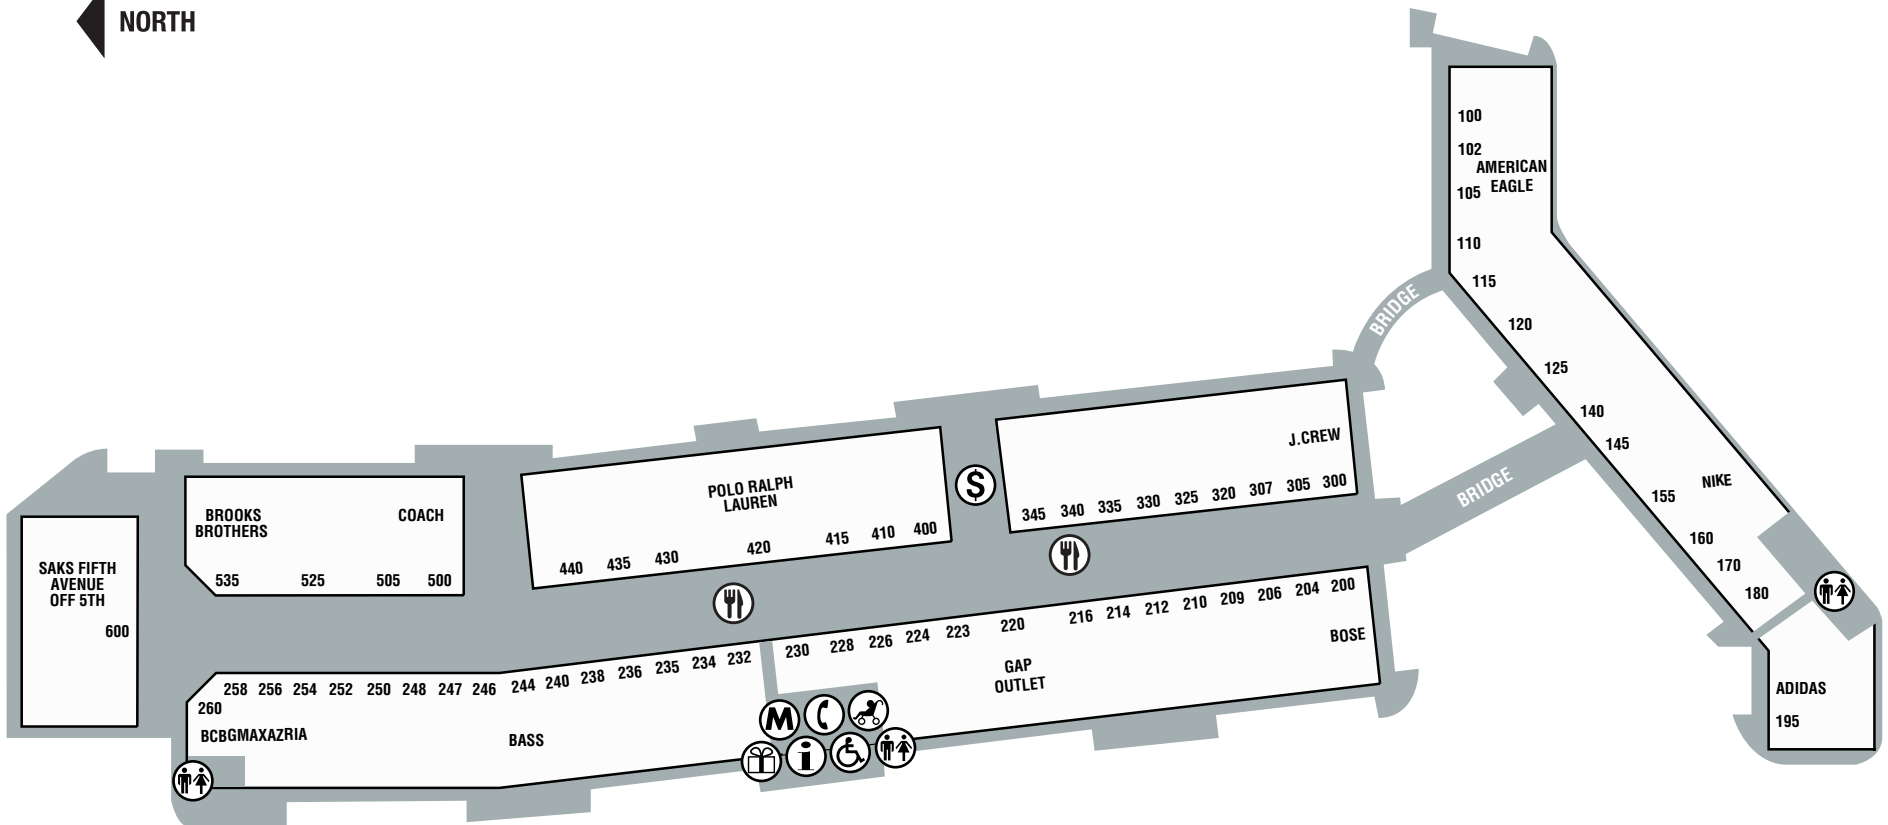 NORTH
100
102
AMERICAN
EAGLE
105
110
115
120
125
140
145
NIKE
155
160
170
180
ADIDAS
195
BRIDGE
BRIDGE
J.CREW
345 340 335 330 325 320 307 305 300
$
POLO RALPH
LAUREN
440 435 430 420 415 410 400
BROOKS
BROTHERS
COACH
535 525 505 500
SAKS FIFTH
AVENUE
OFF 5TH
600
258 256 254 252 250 248 247 246 244 240 238 236 235 234 232
260
BCBGMAXAZRIA
BASS
230 228 226 224 223 220 216 214 212 210 209 206 204 200
GAP
OUTLET
BOSE
M
i